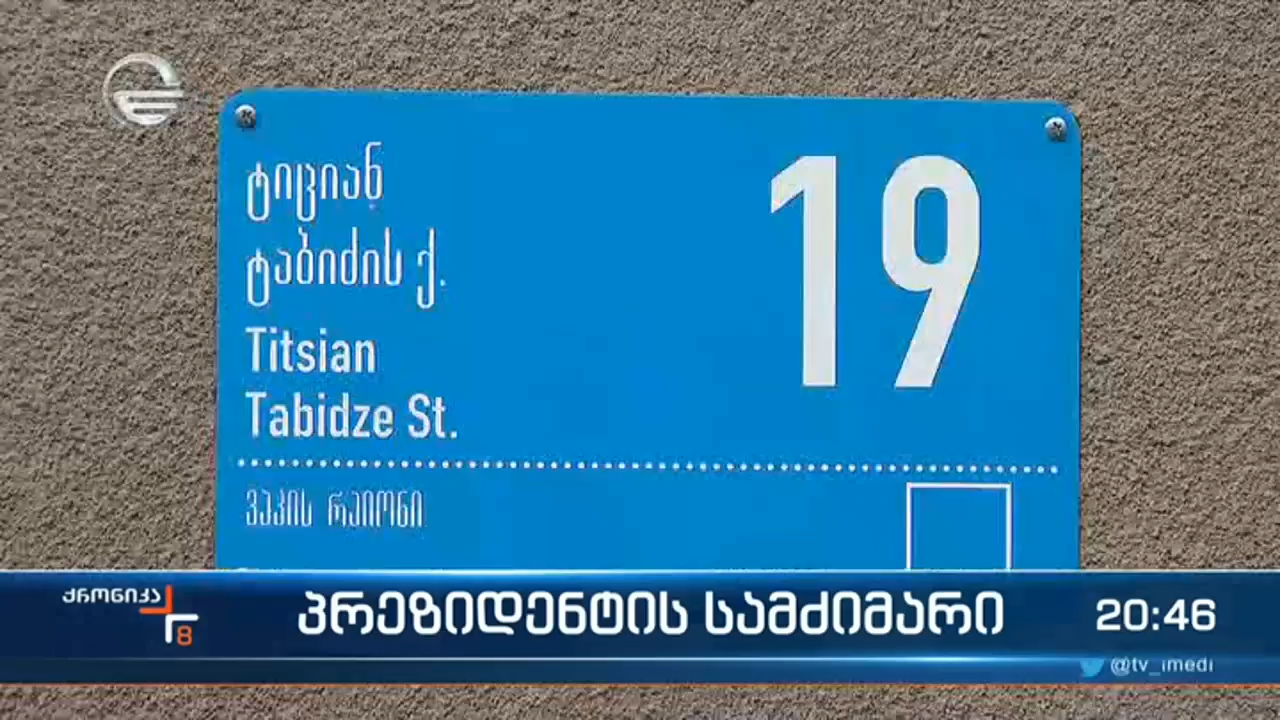 ტიციან
ტაბიძის ქ.
19
Titsian
Tabidze St.
ვაკის რაიონი
ქრონიკა
8
პრეზიდენტის სამძიმარი
20:46
@tv_imedi